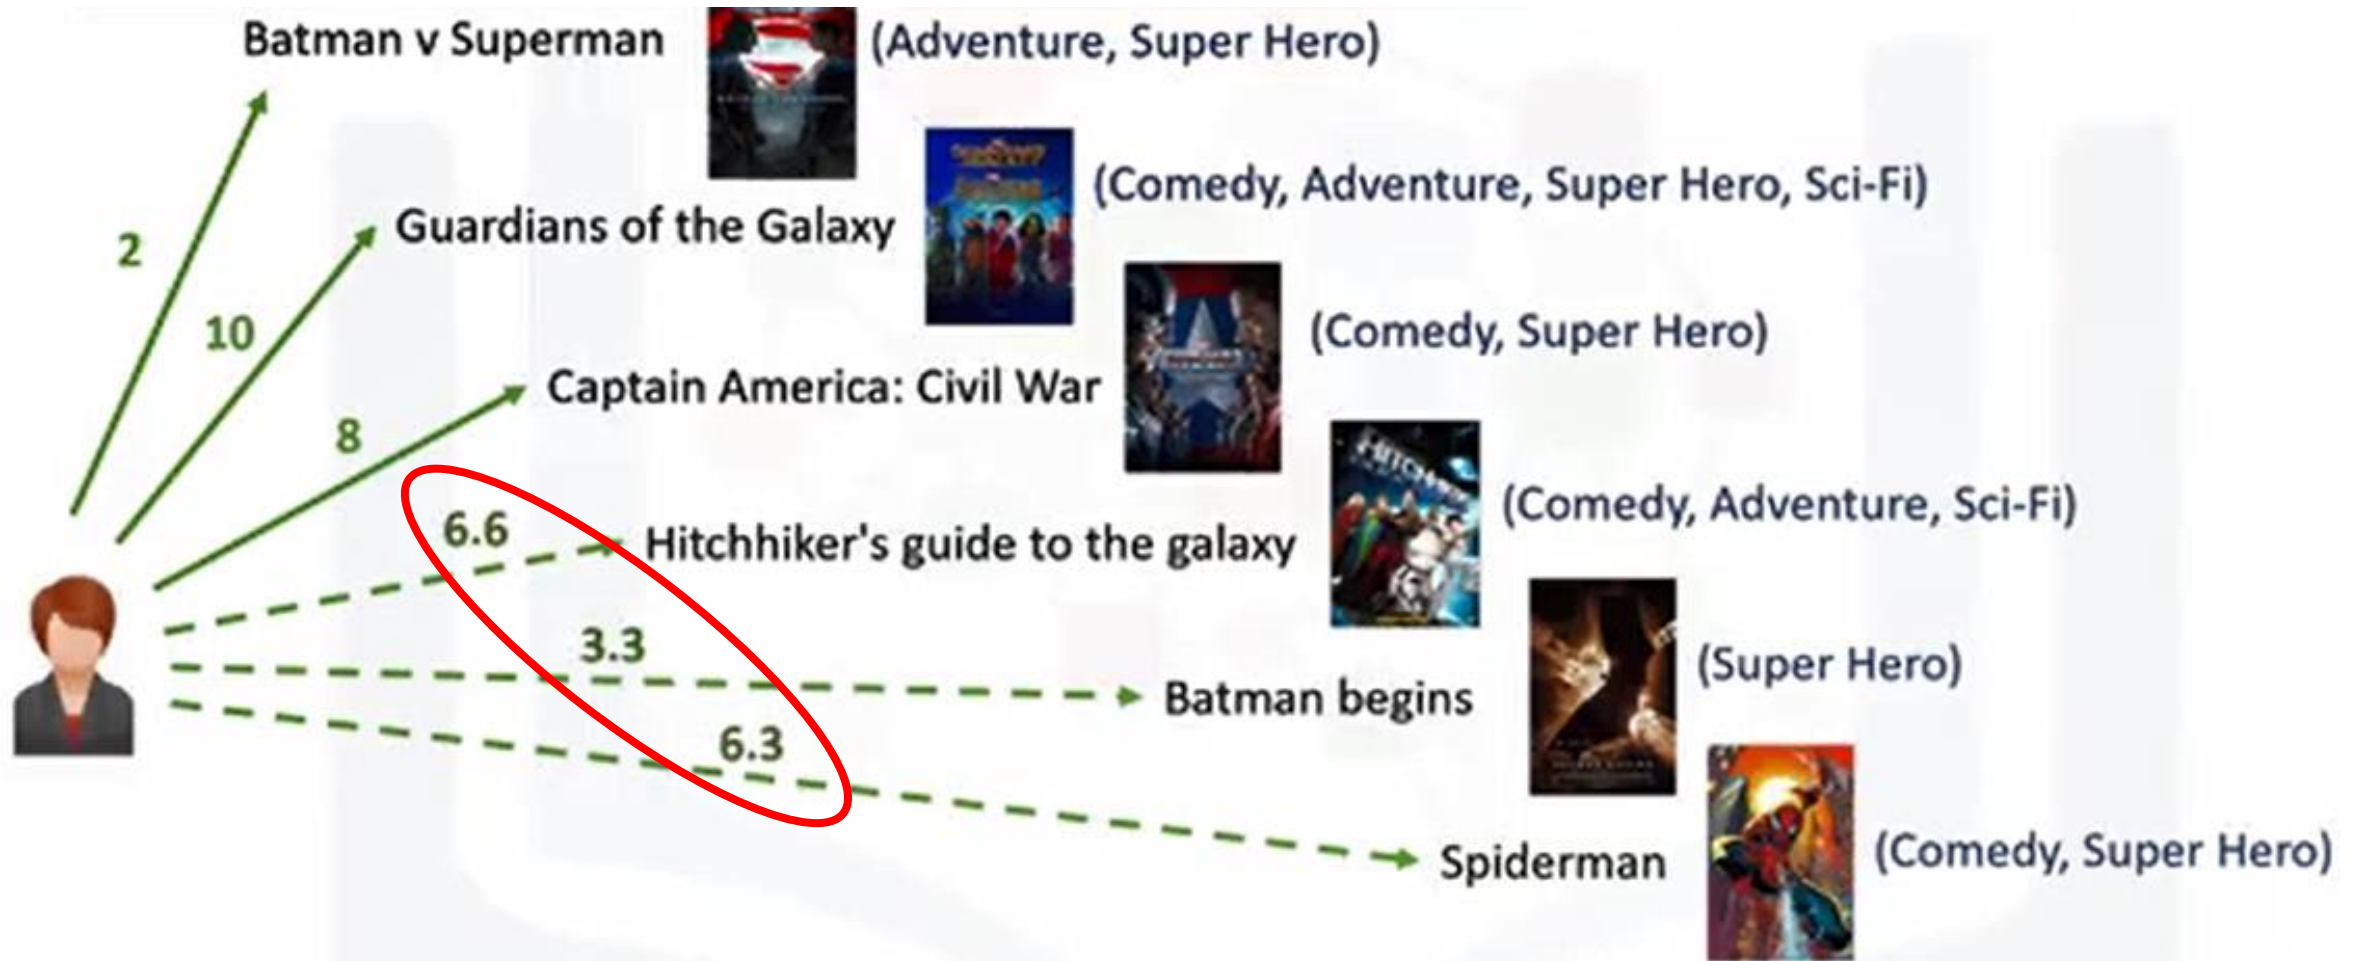 Batman v Superman (Adventure, Super Hero)
2
Guardians of the Galaxy (Comedy, Adventure, Super Hero, Sci-Fi)
10
Captain America: Civil War (Comedy, Super Hero)
8
6.6
Hitchhiker's guide to the galaxy (Comedy, Adventure, Sci-Fi)
3.3
Batman begins (Super Hero)
6.3
Spiderman (Comedy, Super Hero)